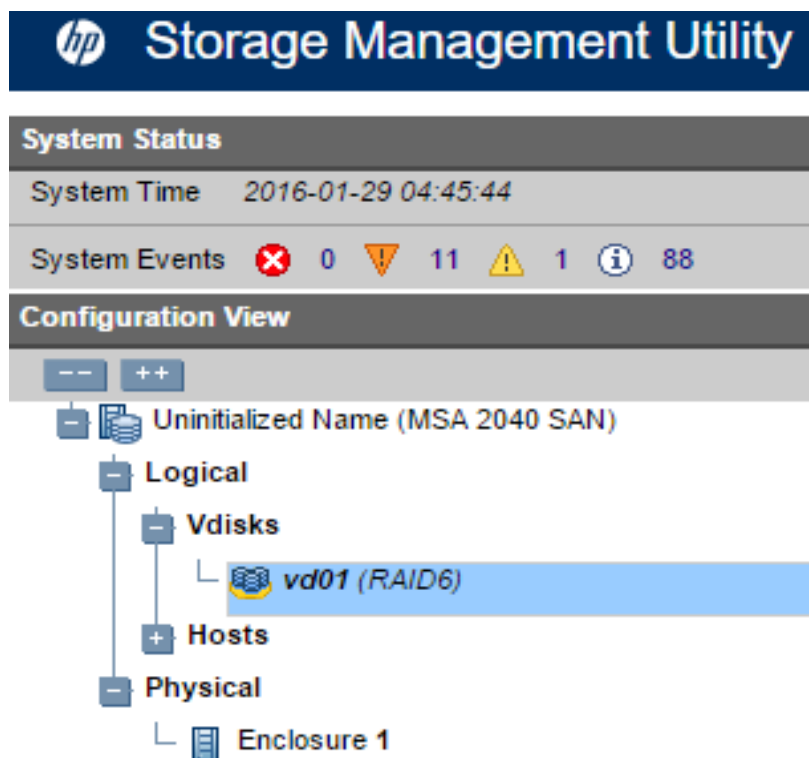 hp Storage Management Utility
System Status
System Time 2016-01-29 04:45:44
System Events 0 11 1 88
Configuration View
-- ++
Uninitialized Name (MSA 2040 SAN)
Logical
Vdisks
vd01 (RAID6)
Hosts
Physical
Enclosure 1